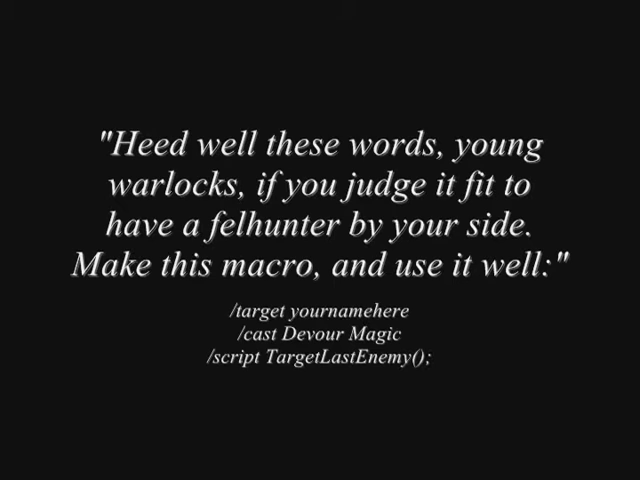 "Heed well these words, young
warlocks, if you judge it fit to
have a felhunter by your side.
Make this macro, and use it well:"
/target yournamehere
/cast Devour Magic
/script TargetLastEnemy();